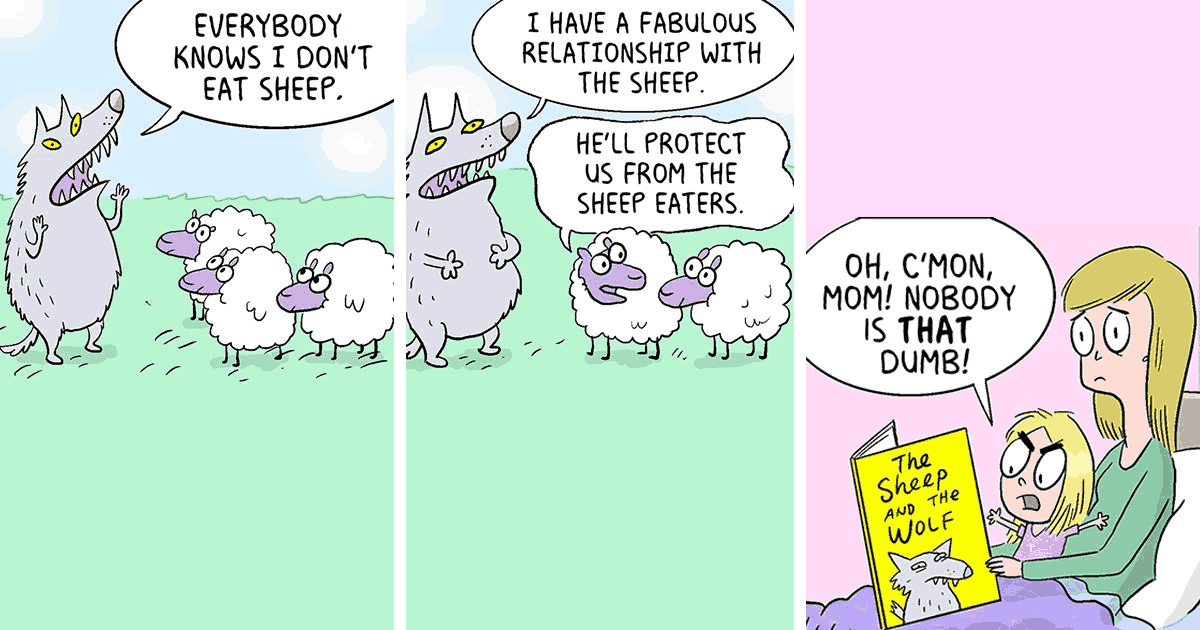 EVERYBODY
KNOWS I DON'T
EAT SHEEP.
I HAVE A FABULOUS
RELATIONSHIP WITH
THE SHEEP.
HE'LL PROTECT
US FROM THE
SHEEP EATERS.
OH, C'MON,
MOM! NOBODY
IS THAT
DUMB!
The
Sheep
AND THE
WOLF